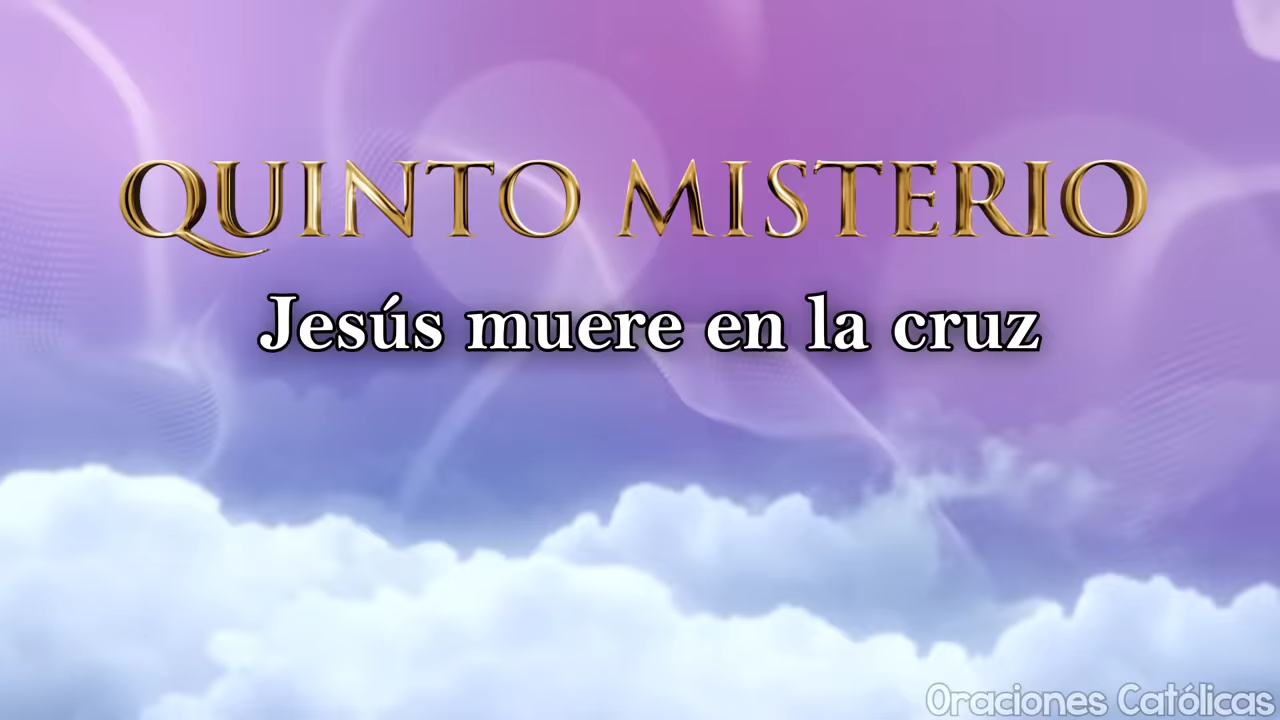 QUINTO MISTERIO
Jesús muere en la cruz
Oraciones Católicas